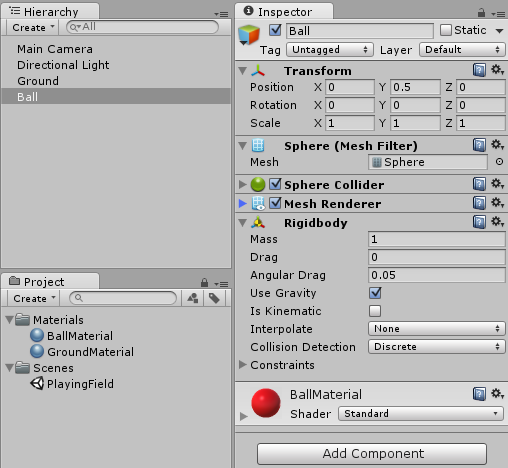 Hierarchy
Create All
Main Camera
Directional Light
Ground
Ball
Project
Create
Materials
BallMaterial
GroundMaterial
Scenes
PlayingField
Inspector
Ball Static
Tag Untagged Layer Default
Transform
Position X 0 Y 0.5 Z 0
Rotation X 0 Y 0 Z 0
Scale X 1 Y 1 Z 1
Sphere (Mesh Filter)
Mesh Sphere
Sphere Collider
Mesh Renderer
Rigidbody
Mass 1
Drag 0
Angular Drag 0.05
Use Gravity
Is Kinematic
Interpolate None
Collision Detection Discrete
Constraints
BallMaterial
Shader Standard
Add Component